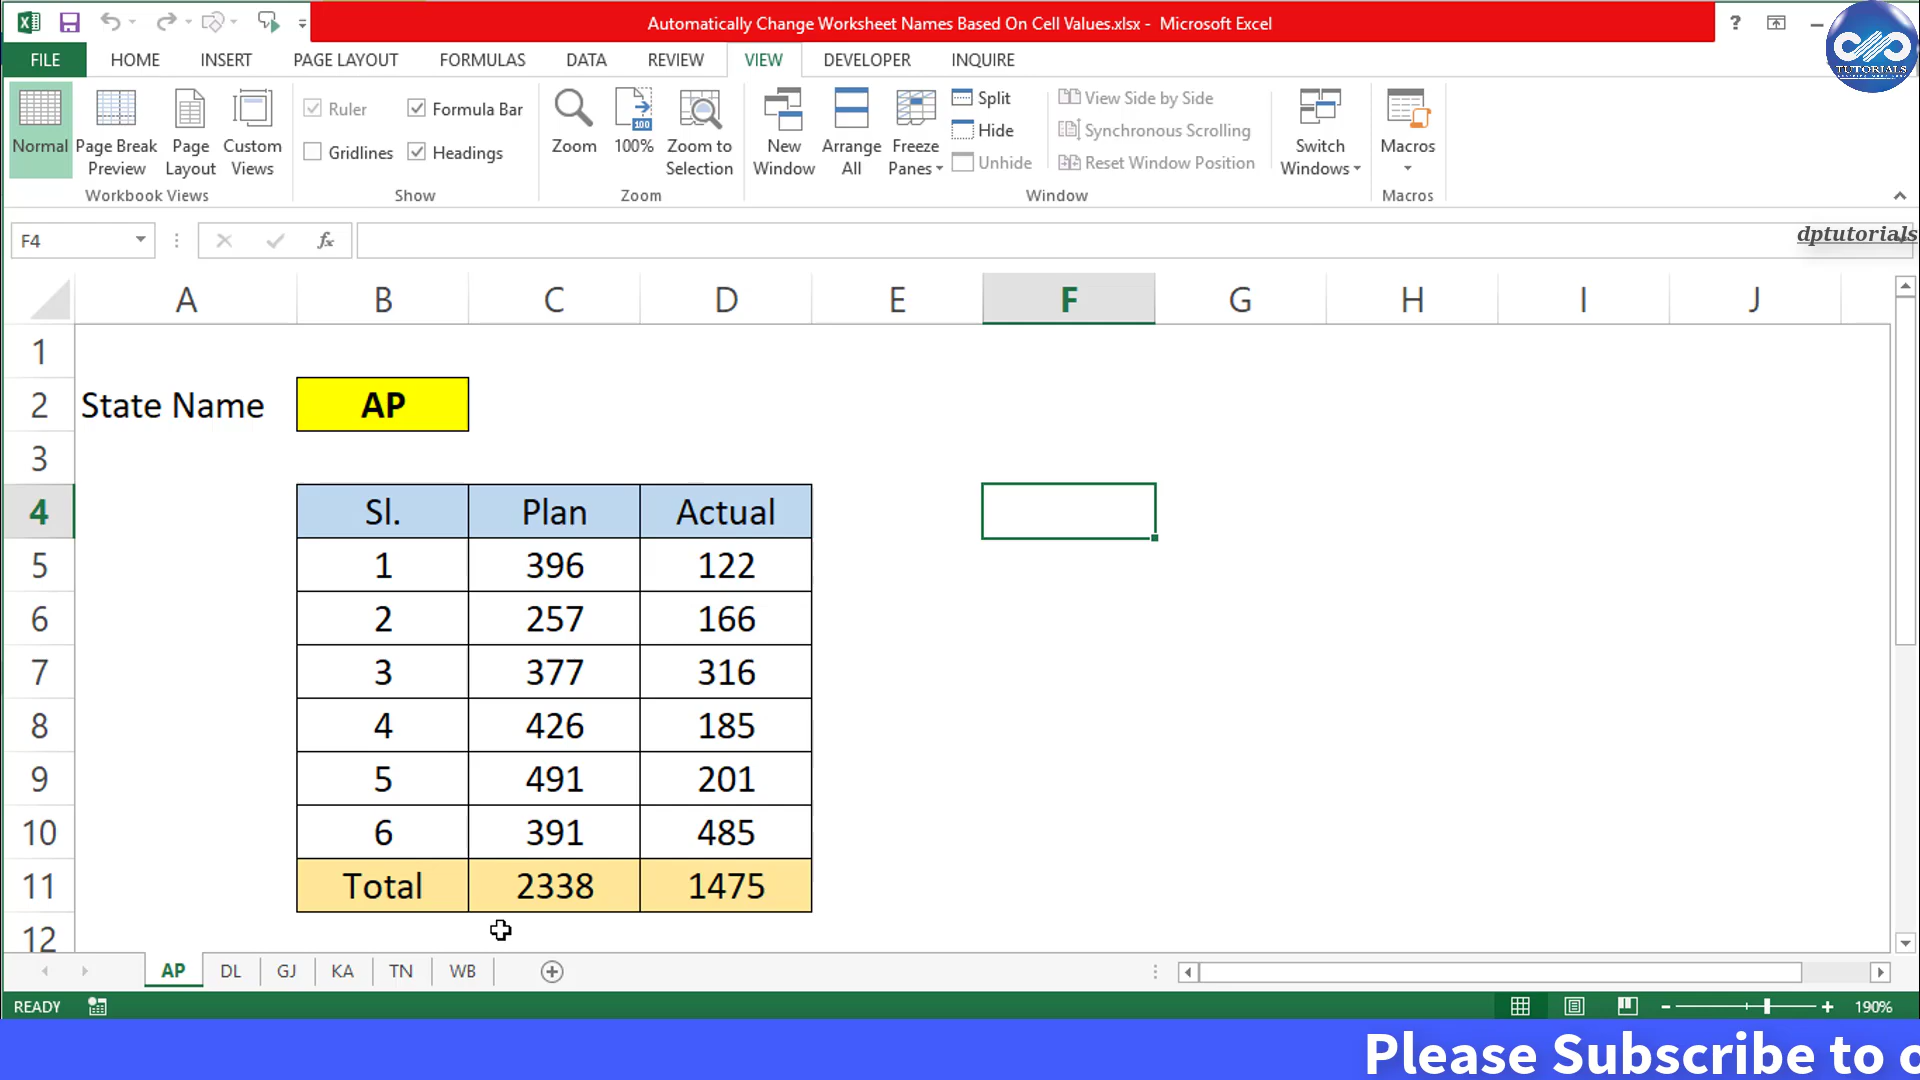 Automatically Change Worksheet Names Based On Cell Values.xlsx - Microsoft Excel
?
TUTORIALS
FILE HOME INSERT PAGE LAYOUT FORMULAS DATA REVIEW VIEW DEVELOPER INQUIRE
Normal
Page Break Preview
Page Layout
Custom Views
Workbook Views
Ruler
Formula Bar
Gridlines
Headings
Show
Zoom
100
100%
Zoom to Selection
Zoom
New Window
Arrange All
Freeze Panes
Split
Hide
Unhide
View Side by Side
Synchronous Scrolling
Reset Window Position
Window
Switch Windows
Macros
Macros
F4
fx
dptutorials
A B C D E F G H I J
1
2 State Name AP
3
4 Sl. Plan Actual
5 1 396 122
6 2 257 166
7 3 377 316
8 4 426 185
9 5 491 201
10 6 391 485
11 Total 2338 1475
12
AP DL GJ KA TN WB
READY
190%
Please Subscribe to